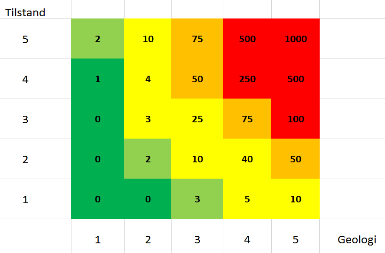 Tilstand
5 2 10 75 500 1000
4 1 4 50 250 500
3 0 3 25 75 100
2 0 2 10 40 50
1 0 0 3 5 10
1 2 3 4 5 Geologi